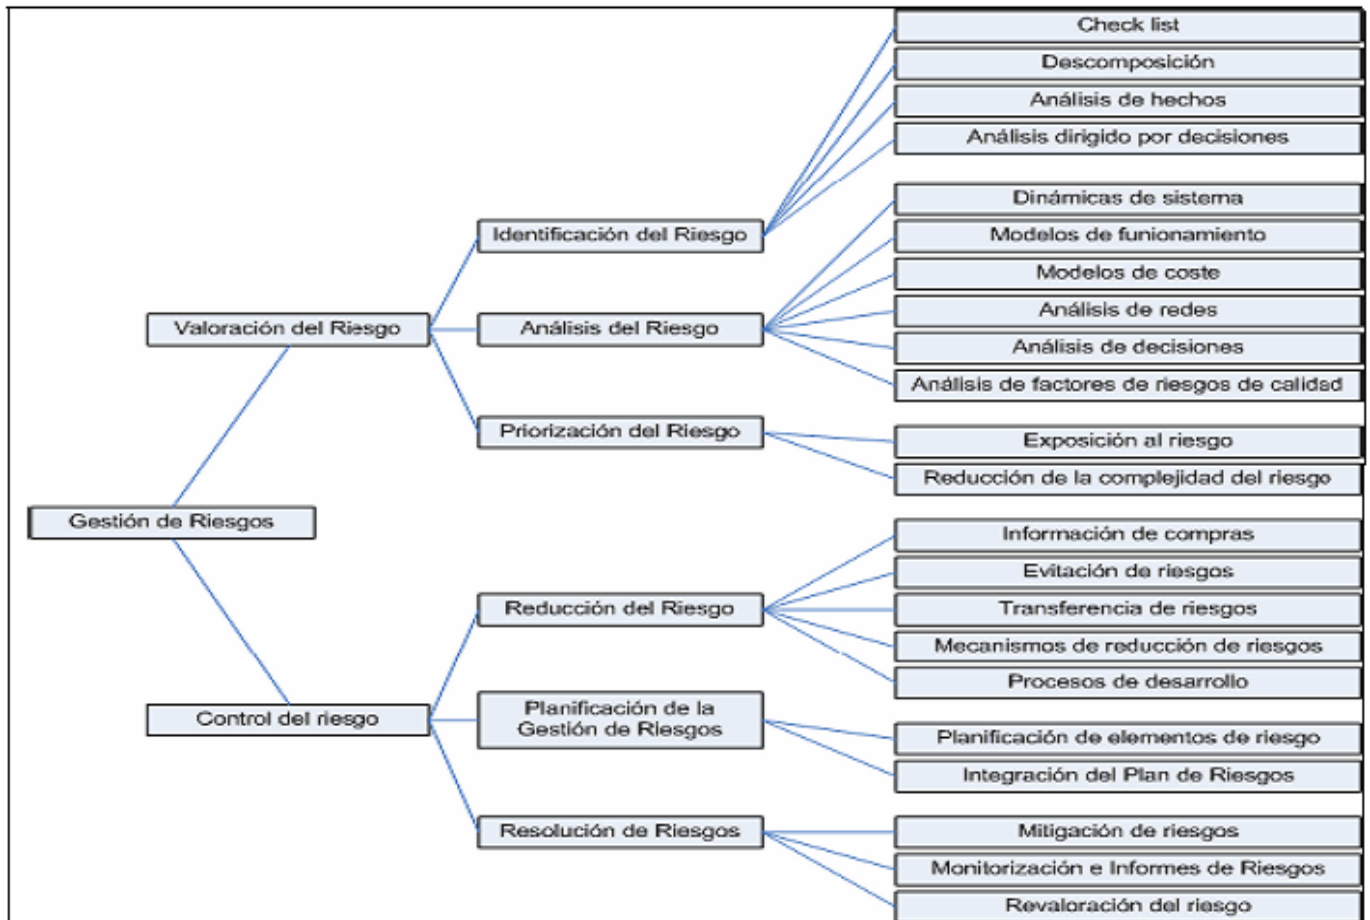 Check list
Descomposición
Análisis de hechos
Análisis dirigido por decisiones
Dinámicas de sistema
Identificación del Riesgo
Modelos de funionamiento
Modelos de coste
Valoración del Riesgo
Análisis del Riesgo
Análisis de redes
Análisis de decisiones
Análisis de factores de riesgos de calidad
Priorización del Riesgo
Exposición al riesgo
Reducción de la complejidad del riesgo
Gestión de Riesgos
Información de compras
Evitación de riesgos
Reducción del Riesgo
Transferencia de riesgos
Mecanismos de reducción de riesgos
Procesos de desarrollo
Control del riesgo
Planificación de la
Gestión de Riesgos
Planificación de elementos de riesgo
Integración del Plan de Riesgos
Resolución de Riesgos
Mitigación de riesgos
Monitorización e Informes de Riesgos
Revaloración del riesgo